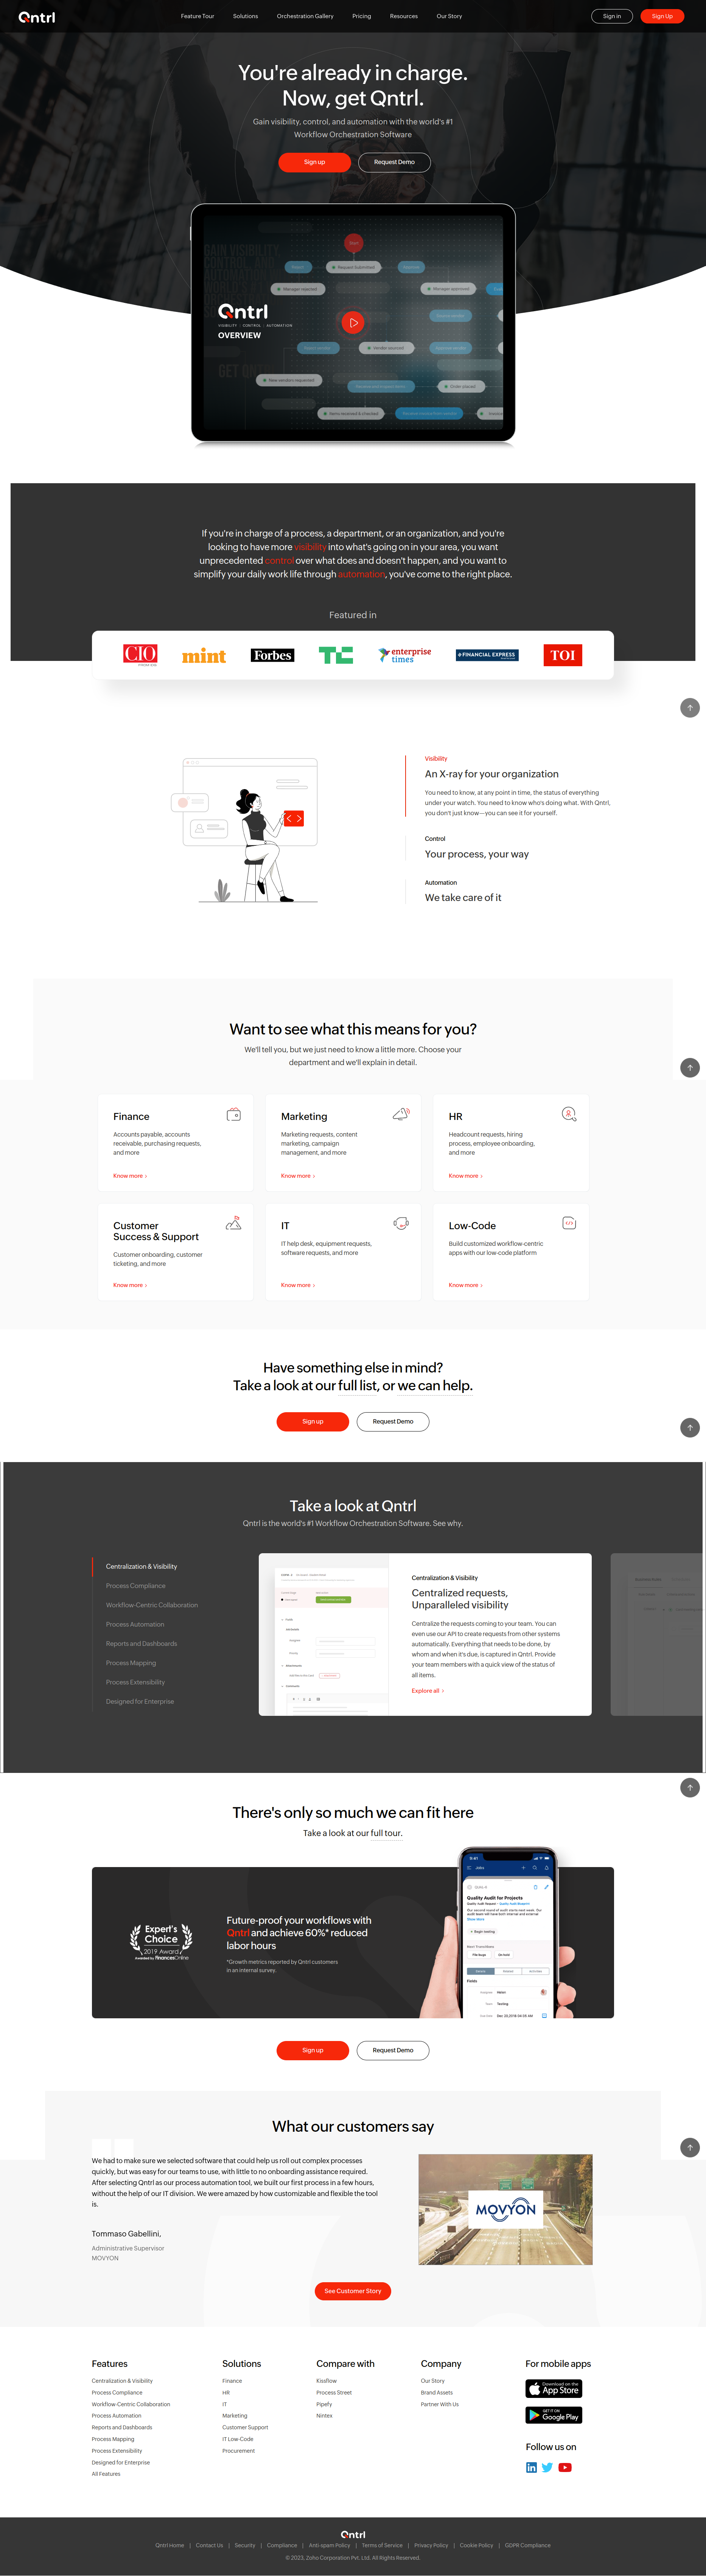 Qntrl
Feature Tour
Solutions
Orchestration Gallery
Pricing
Resources
Our Story
Sign in
Sign Up
You're already in charge.
Now, get Qntrl.
Gain visibility, control, and automation with the world's #1
Workflow Orchestration Software
Sign up
Request Demo
Qntrl
VISIBILITY | CONTROL | AUTOMATION
OVERVIEW
If you're in charge of a process, a department, or an organization, and you're
looking to have more visibility into what's going on in your area, you want
unprecedented control over what does and doesn't happen, and you want to
simplify your daily work life through automation, you've come to the right place.
Featured in
CIO
mint
Forbes
TC
enterprise
times
FINANCIAL EXPRESS
TOI
Visibility
An X-ray for your organization
You need to know, at any point in time, the status of everything
under your watch. You need to know who's doing what. With Qntrl,
you don't just know—you can see it for yourself.
Control
Your process, your way
Automation
We take care of it
Want to see what this means for you?
We'll tell you, but we just need to know a little more. Choose your
department and we'll explain in detail.
Finance
Accounts payable, accounts
receivable, purchasing requests,
and more
Know more ›
Marketing
Marketing requests, content
marketing, campaign
management, and more
Know more ›
HR
Headcount requests, hiring
process, employee onboarding,
and more
Know more ›
Customer
Success & Support
Customer onboarding, customer
ticketing, and more
Know more ›
IT
IT help desk, equipment requests,
software requests, and more
Know more ›
Low-Code
Build customized workflow-centric
apps with our low-code platform
Know more ›
Have something else in mind?
Take a look at our full list, or we can help.
Sign up
Request Demo
Take a look at Qntrl
Qntrl is the world's #1 Workflow Orchestration Software. See why.
Centralization & Visibility
Process Compliance
Workflow-Centric Collaboration
Process Automation
Reports and Dashboards
Process Mapping
Process Extensibility
Designed for Enterprise
Centralization & Visibility
Centralized requests,
Unparalleled visibility
Centralize the requests coming to your team. You can
even use our API to create requests from other systems
automatically. Everything that needs to be done, by
whom and when it's due, is captured in Qntrl. Provide
your team members with a quick view of the status of
all items.
Explore all ›
There's only so much we can fit here
Take a look at our full tour.
Expert's
Choice
2019 Award
Awarded by FinancesOnline
Future-proof your workflows with
Qntrl and achieve 60%* reduced
labor hours
*Growth metrics reported by Qntrl customers
in an internal survey.
Jobs
Quality Audit for Projects
Fields
Sign up
Request Demo
What our customers say
We had to make sure we selected software that could help us roll out complex processes
quickly, but was easy for our teams to use, with little to no onboarding assistance required.
After selecting Qntrl as our process automation tool, we built our first process in a few hours,
without the help of our IT division. We were amazed by how customizable and flexible the tool
is.
Tommaso Gabellini,
Administrative Supervisor
MOVYON
MOVYON
See Customer Story
Features
Centralization & Visibility
Process Compliance
Workflow-Centric Collaboration
Process Automation
Reports and Dashboards
Process Mapping
Process Extensibility
Designed for Enterprise
All Features
Solutions
Finance
HR
IT
Marketing
Customer Support
IT Low-Code
Procurement
Compare with
Kissflow
Process Street
Pipefy
Nintex
Company
Our Story
Brand Assets
Partner With Us
For mobile apps
Download on the
App Store
GET IT ON
Google Play
Follow us on
Qntrl
Qntrl Home | Contact Us | Security | Compliance | Anti-spam Policy | Terms of Service | Privacy Policy | Cookie Policy | GDPR Compliance
© 2023, Zoho Corporation Pvt. Ltd. All Rights Reserved.